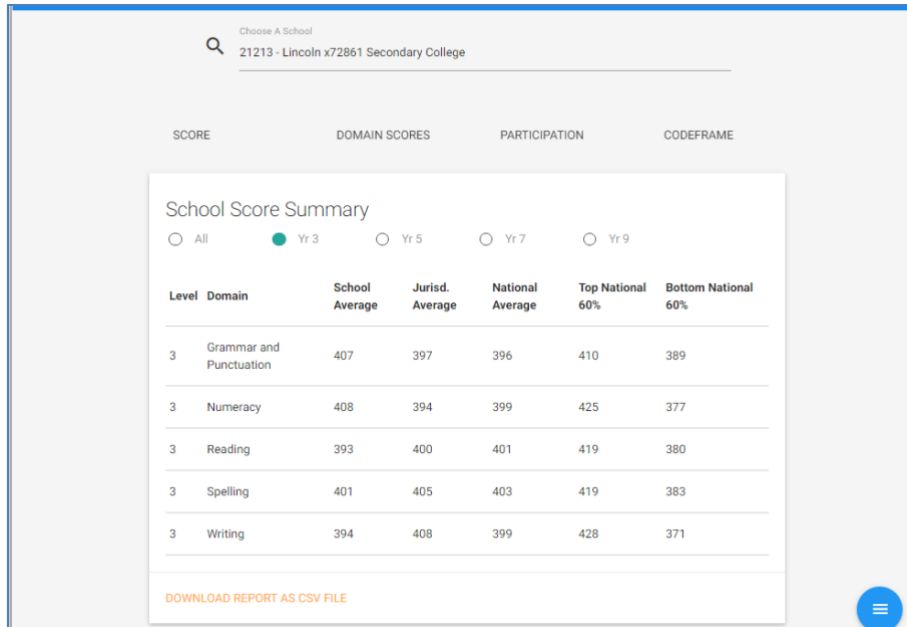 Choose A School
21213 - Lincoln x72861 Secondary College
SCORE DOMAIN SCORES PARTICIPATION CODEFRAME
School Score Summary
All Yr 3 Yr 5 Yr 7 Yr 9
Level Domain School Average Jurisd. Average National Average Top National 60% Bottom National 60%
3 Grammar and Punctuation 407 397 396 410 389
3 Numeracy 408 394 399 425 377
3 Reading 393 400 401 419 380
3 Spelling 401 405 403 419 383
3 Writing 394 408 399 428 371
DOWNLOAD REPORT AS CSV FILE